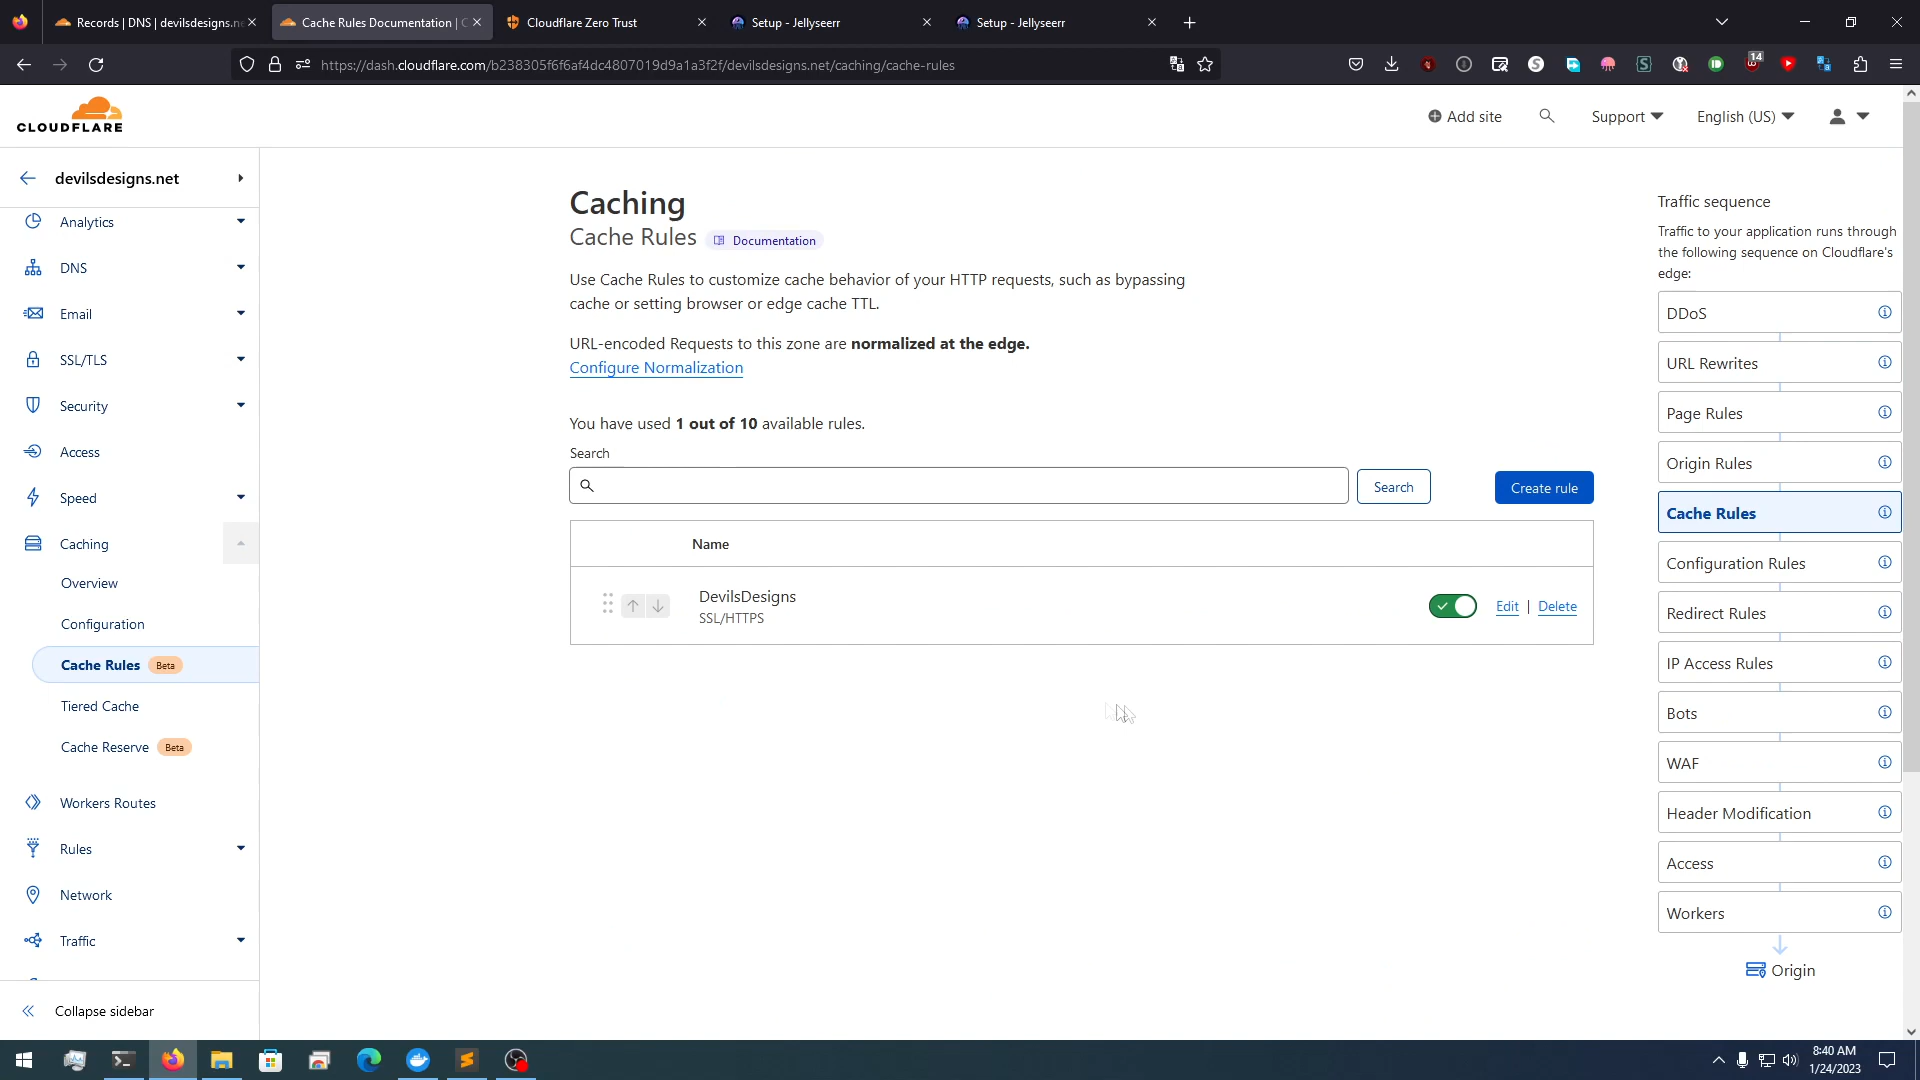 Records | DNS | devilsdesigns.ne
Cache Rules Documentation | C
Cloudflare Zero Trust
Setup - Jellyseerr
Setup - Jellyseerr
https://dash.cloudflare.com/b238305f6f6af4dc4807019d9a1a3f2f/devilsdesigns.net/caching/cache-rules
14
CLOUDFLARE
Add site
Support
English (US)
devilsdesigns.net
Analytics
DNS
Email
SSL/TLS
Security
Access
Speed
Caching
Overview
Configuration
Cache Rules Beta
Tiered Cache
Cache Reserve Beta
Workers Routes
Rules
Network
Traffic
Collapse sidebar
Caching
Cache Rules Documentation
Use Cache Rules to customize cache behavior of your HTTP requests, such as bypassing
cache or setting browser or edge cache TTL.
URL-encoded Requests to this zone are normalized at the edge.
Configure Normalization
You have used 1 out of 10 available rules.
Search
Search
Create rule
Name
DevilsDesigns
SSL/HTTPS
Edit | Delete
Traffic sequence
Traffic to your application runs through
the following sequence on Cloudflare's
edge:
DDoS
URL Rewrites
Page Rules
Origin Rules
Cache Rules
Configuration Rules
Redirect Rules
IP Access Rules
Bots
WAF
Header Modification
Access
Workers
Origin
8:40 AM
1/24/2023